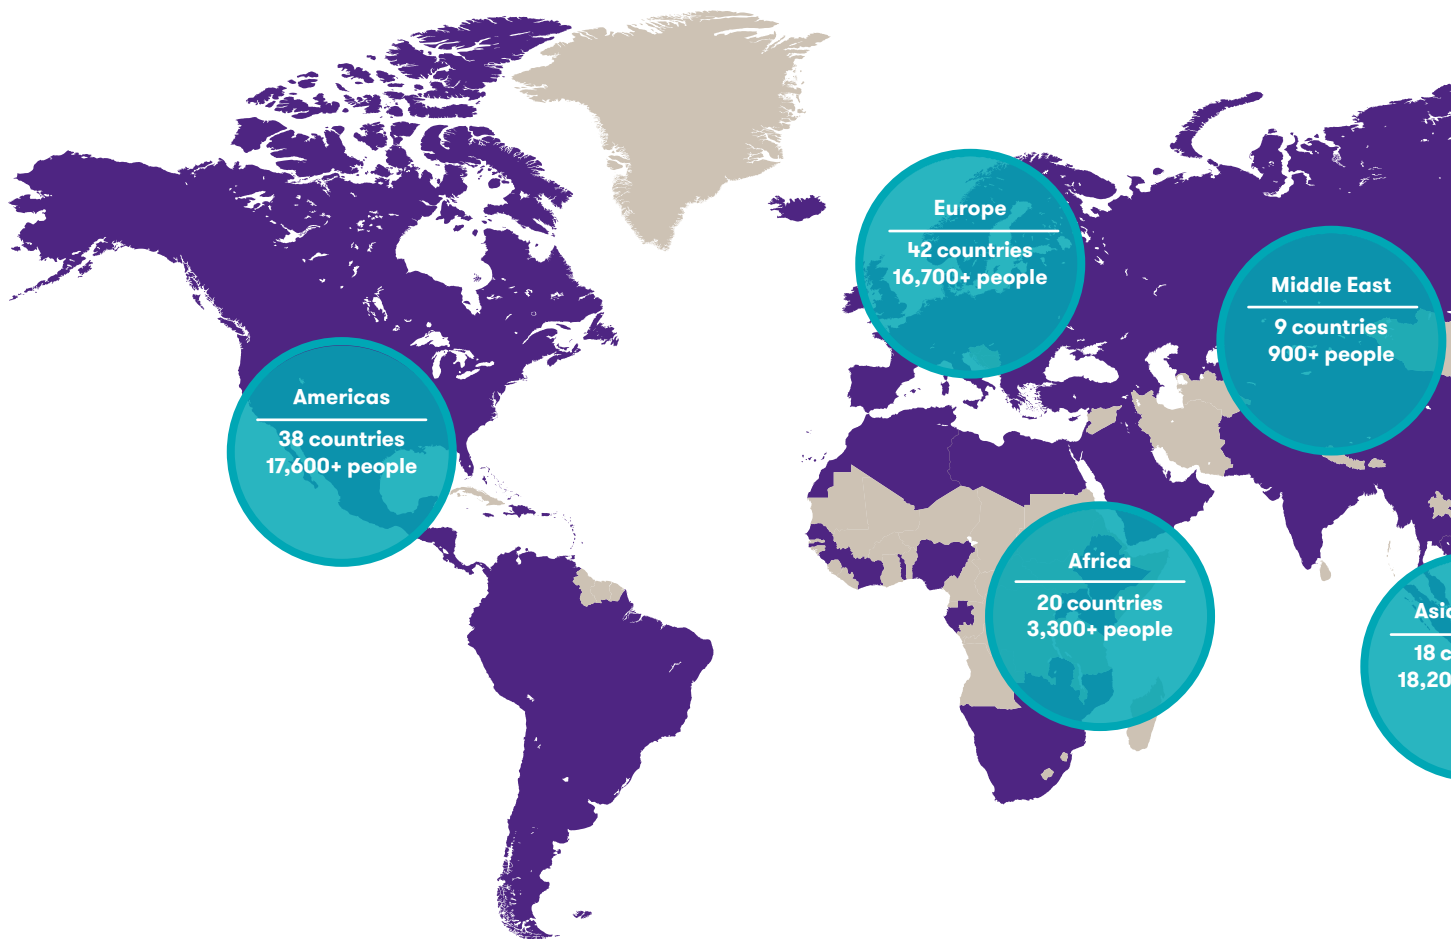 Europe
42 countries
16,700+ people
Middle East
9 countries
900+ people
Americas
38 countries
17,600+ people
Africa
20 countries
3,300+ people
18